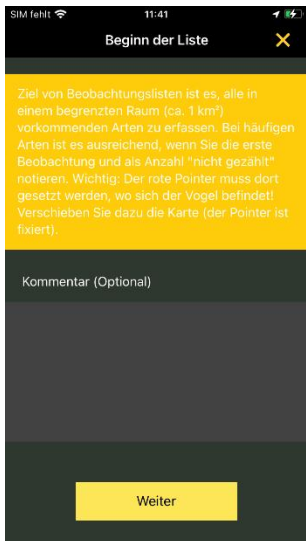 SIM fehlt 11:41
Beginn der Liste
Ziel von Beobachtungslisten ist es, alle in
einem begrenzten Raum (ca. 1 km²)
vorkommenden Arten zu erfassen. Bei häufigen
Arten ist es ausreichend, wenn Sie die erste
Beobachtung und als Anzahl "nicht gezählt"
notieren. Wichtig: Der rote Pointer muss dort
gesetzt werden, wo sich der Vogel befindet!
Verschieben Sie dazu die Karte (der Pointer ist
fixiert).
Kommentar (Optional)
Weiter